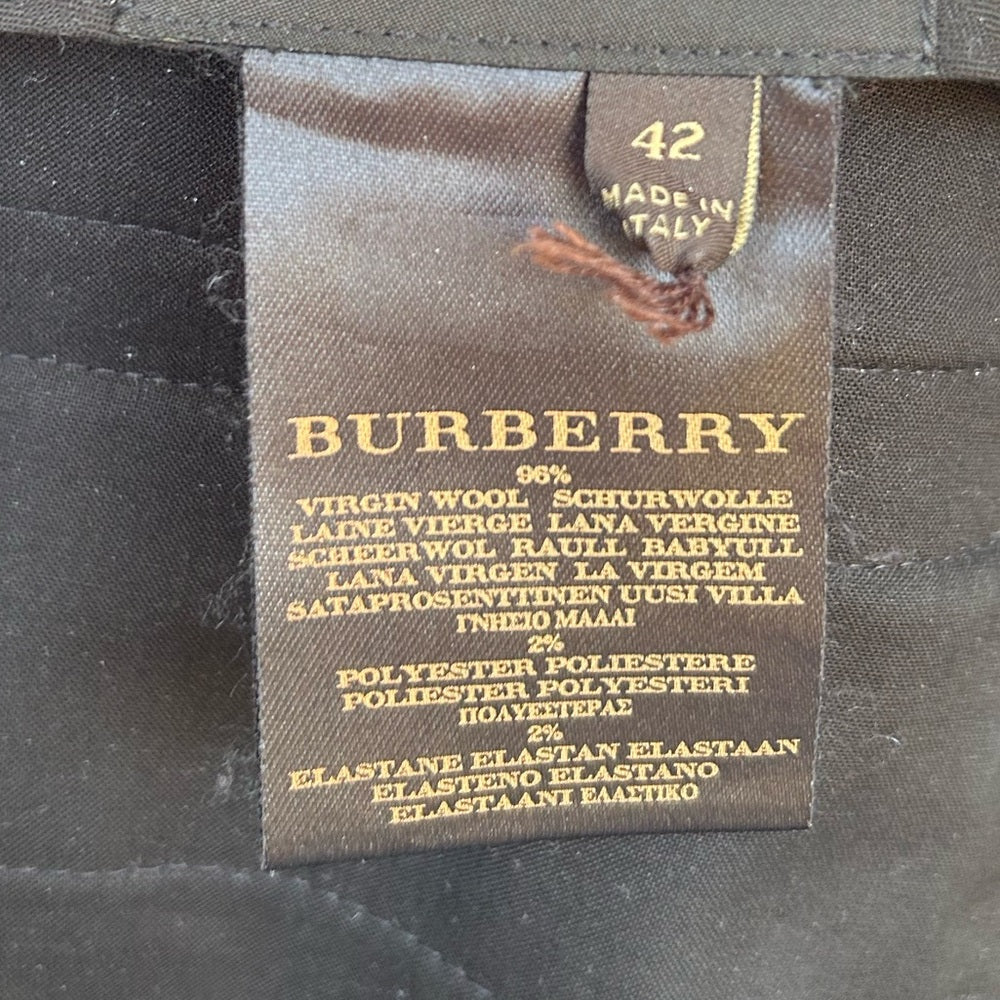 42
MADE IN
ITALY
BURBERRY
96%
VIRGIN WOOL SCHURWOLLE
LAINE VIERGE LANA VERGINE
SCHEERWOL RAULL BABYULL
LANA VIRGEN LA VIRGEM
SATAPROSENTTINEN UUSI VILLA
ΓΝΗΣΙΟ ΜΑΛΛΙ
2%
POLYESTER POLIESTERE
POLIESTER POLYESTERI
ΠΟΛΥΕΣΤΕΡΑΣ
2%
ELASTANE ELASTAN ELASTAAN
ELASTENO ELASTANO
ELASTAANI ΕΛΑΣΤΙΚΟ